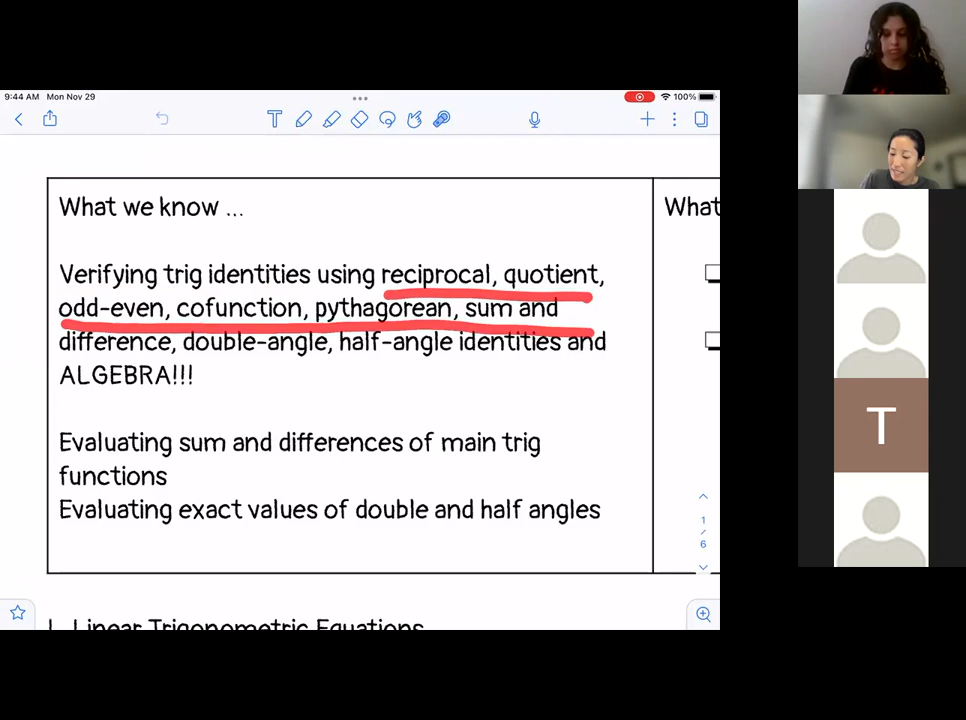 9:44 AM Mon Nov 29
100%
What we know ...
What
Verifying trig identities using reciprocal, quotient,
odd-even, cofunction, pythagorean, sum and
difference, double-angle, half-angle identities and
ALGEBRA!!!
Evaluating sum and differences of main trig
functions
Evaluating exact values of double and half angles
1
/
6
I. Linear Trigonometric Equations
T